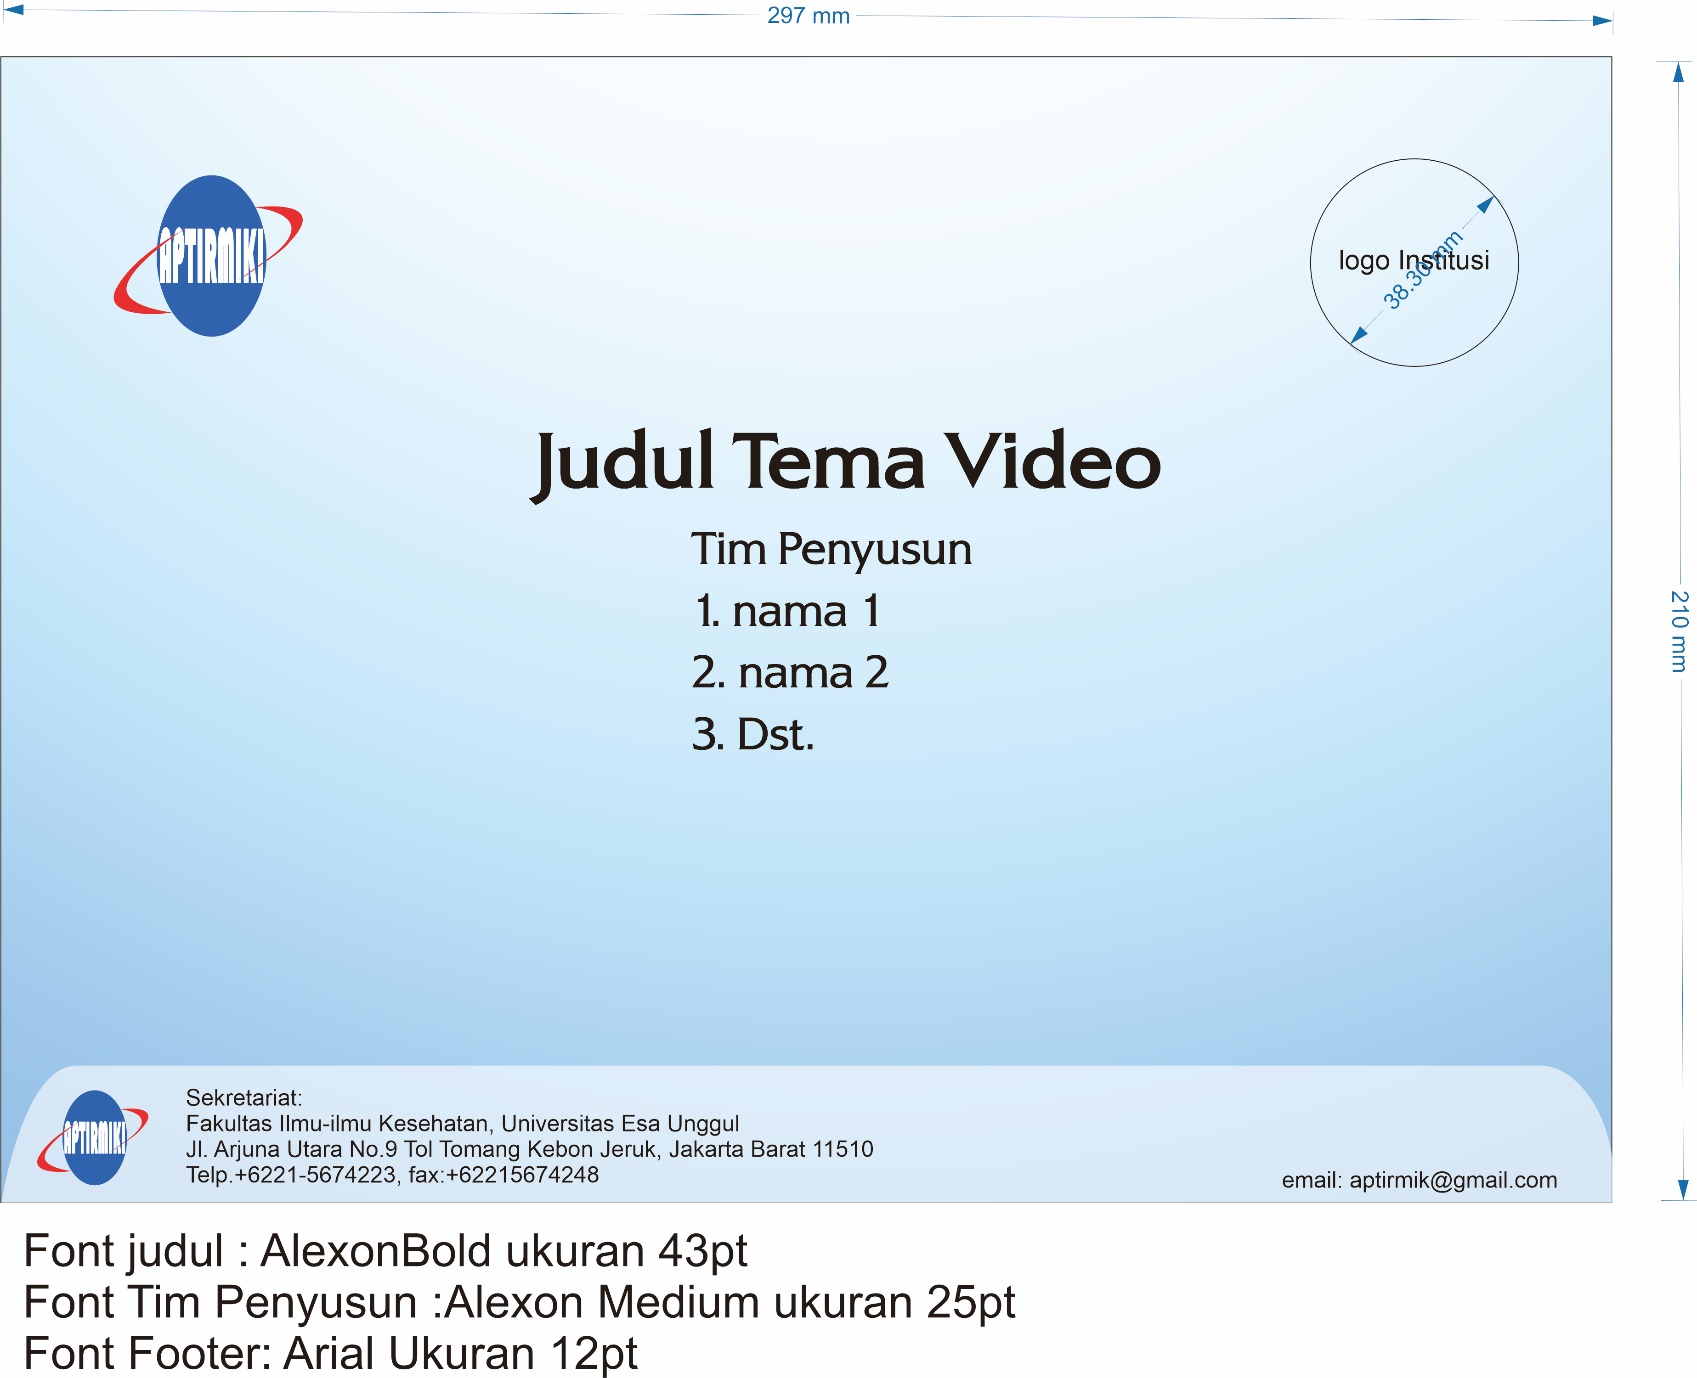 297 mm
APTIRMIKI
logo Institusi
38.30 mm
Judul Tema Video
Tim Penyusun
1. nama 1
2. nama 2
3. Dst.
210 mm
APTIRMIKI
Sekretariat:
Fakultas Ilmu-ilmu Kesehatan, Universitas Esa Unggul
Jl. Arjuna Utara No.9 Tol Tomang Kebon Jeruk, Jakarta Barat 11510
Telp.+6221-5674223, fax:+62215674248
email: aptirmik@gmail.com
Font judul : AlexonBold ukuran 43pt
Font Tim Penyusun :Alexon Medium ukuran 25pt
Font Footer: Arial Ukuran 12pt